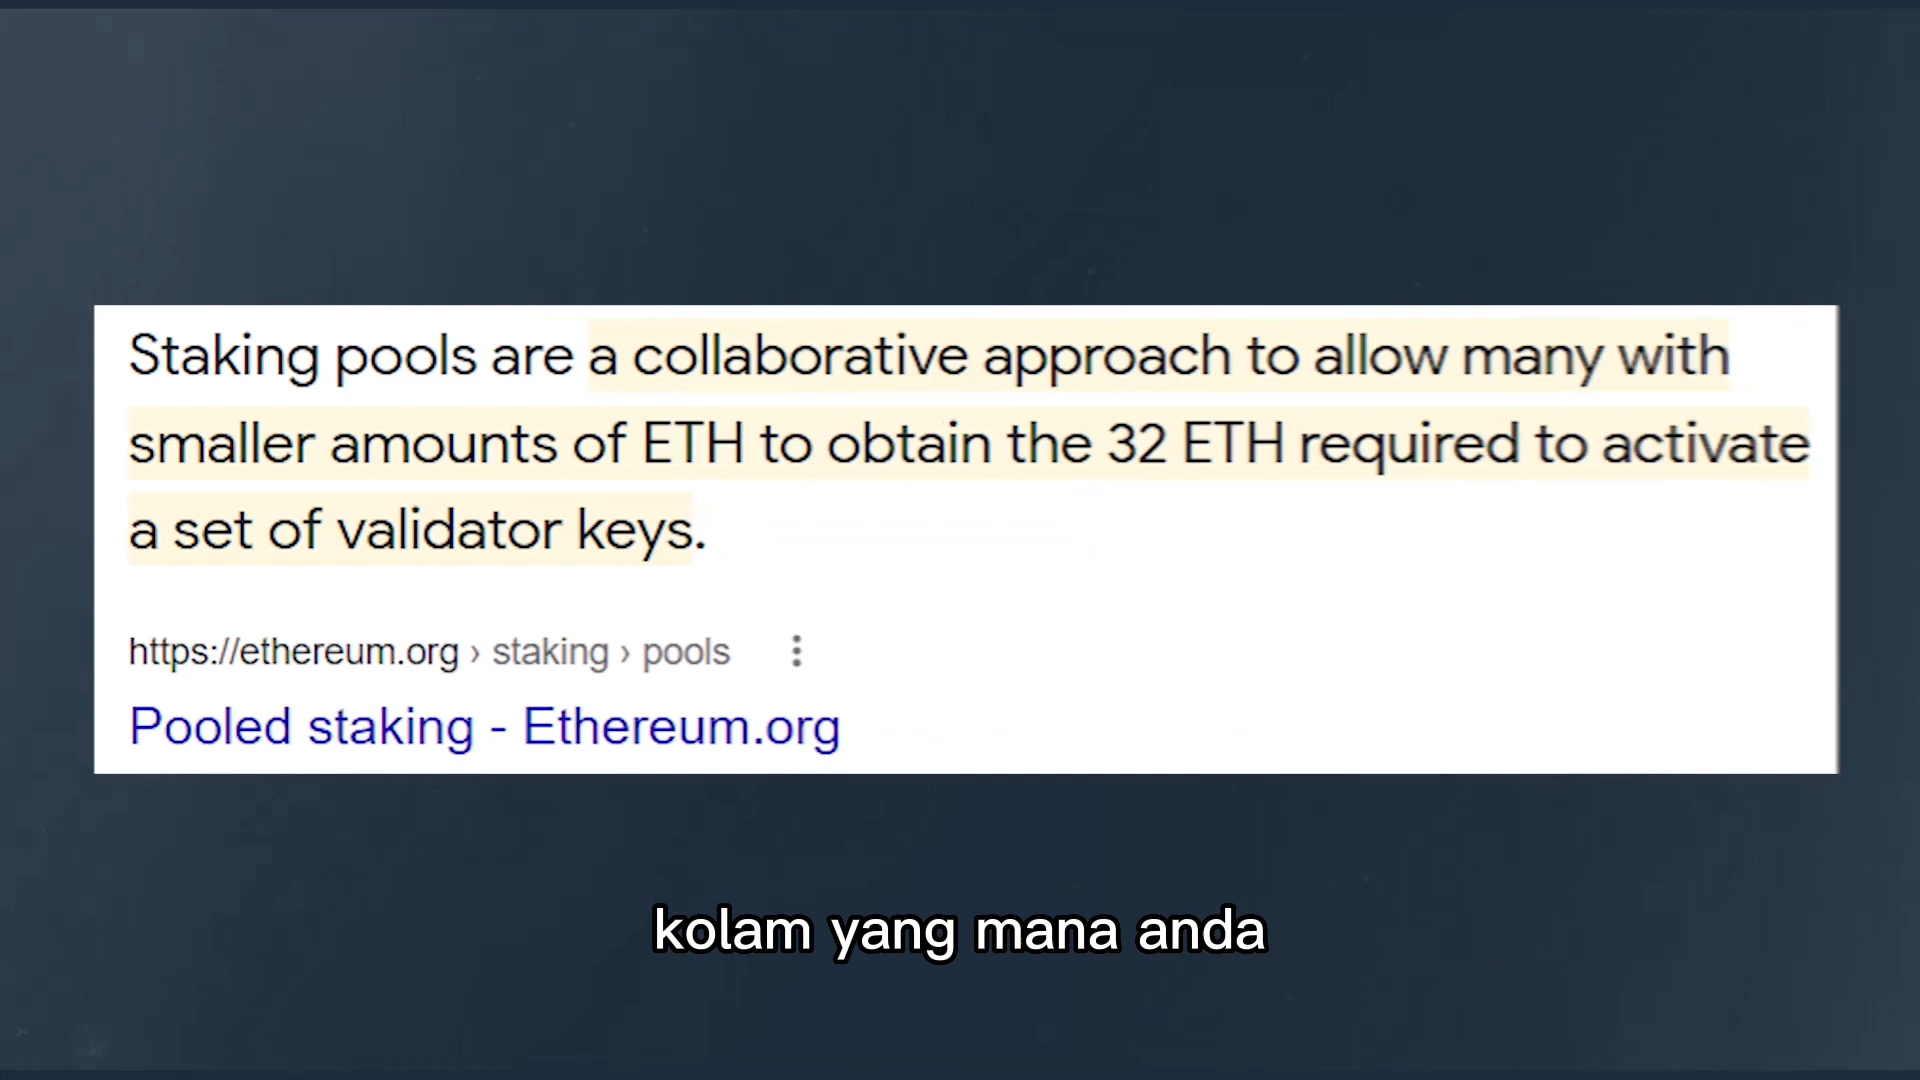 Staking pools are a collaborative approach to allow many with
smaller amounts of ETH to obtain the 32 ETH required to activate
a set of validator keys.
https://ethereum.org › staking › pools
Pooled staking - Ethereum.org
kolam yang mana anda